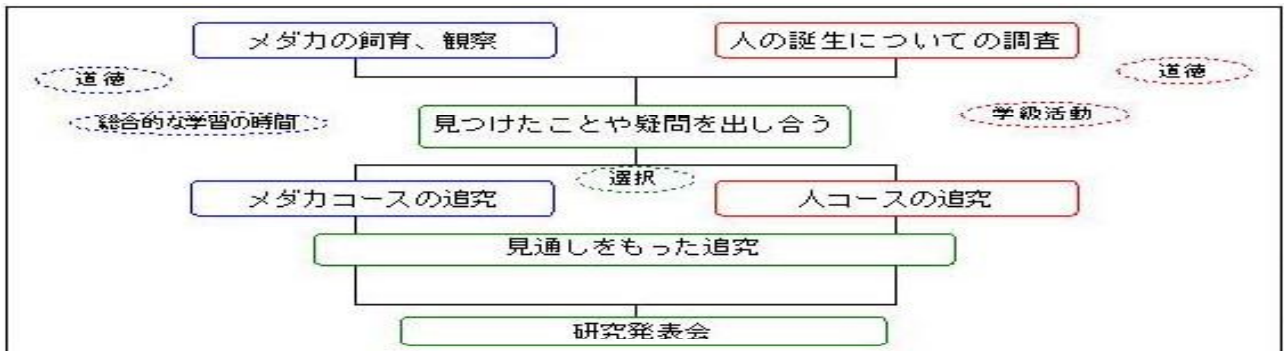 メダカの飼育、観察
人の誕生についての調査
道徳
道徳
総合的な学習の時間
見つけたことや疑問を出し合う
学級活動
選択
メダカコースの追究
人コースの追究
見通しをもった追究
研究発表会